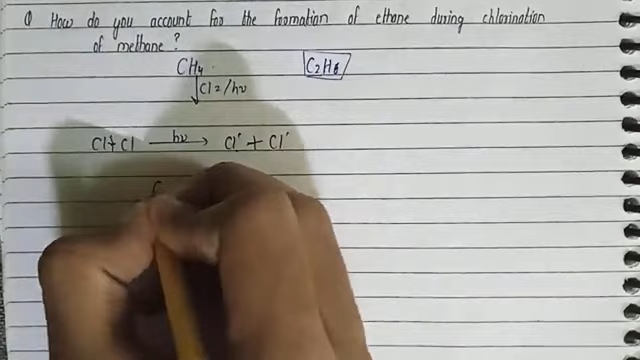 Q How do you account for the formation of ethane during chlorination
of methane ?
CH4 C2H6
Cl2/hν
Cl+Cl hν Cl· + Cl·